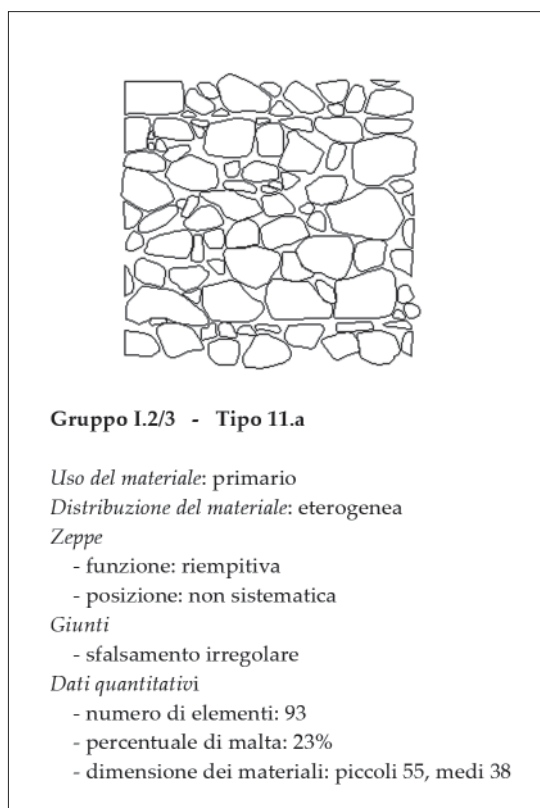 Gruppo I.2/3 - Tipo 11.a
Uso del materiale: primario
Distribuzione del materiale: eterogenea
Zeppe
- funzione: riempitiva
- posizione: non sistematica
Giunti
- sfalsamento irregolare
Dati quantitativi
- numero di elementi: 93
- percentuale di malta: 23%
- dimensione dei materiali: piccoli 55, medi 38